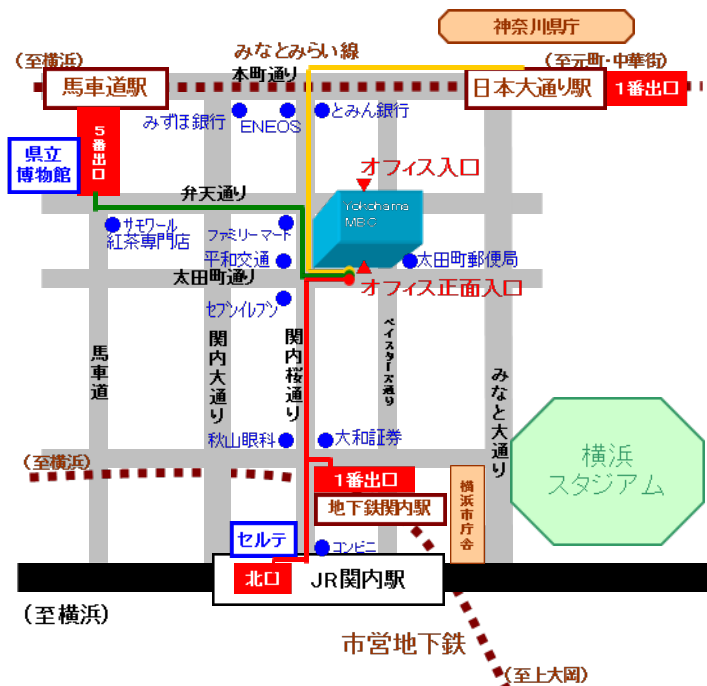 神奈川県庁
みなとみらい線
(至横浜)
本町通り
(至元町・中華街)
馬車道駅
日本大通り駅
1番出口
みずほ銀行
ENEOS
とみん銀行
5番出口
県立
博物館
オフィス入口
弁天通り
Yokohama
MBC
サモワール
紅茶専門店
ファミリーマート
平和交通
太田町郵便局
太田町通り
オフィス正面入口
セブンイレブン
馬車道
関内大通り
関内桜通り
ベイスターズ通り
みなと大通り
秋山眼科
大和証券
横浜
スタジアム
(至横浜)
1番出口
地下鉄関内駅
横浜市庁舎
セルテ
コンビニ
北口
JR関内駅
(至横浜)
市営地下鉄
(至上大岡)